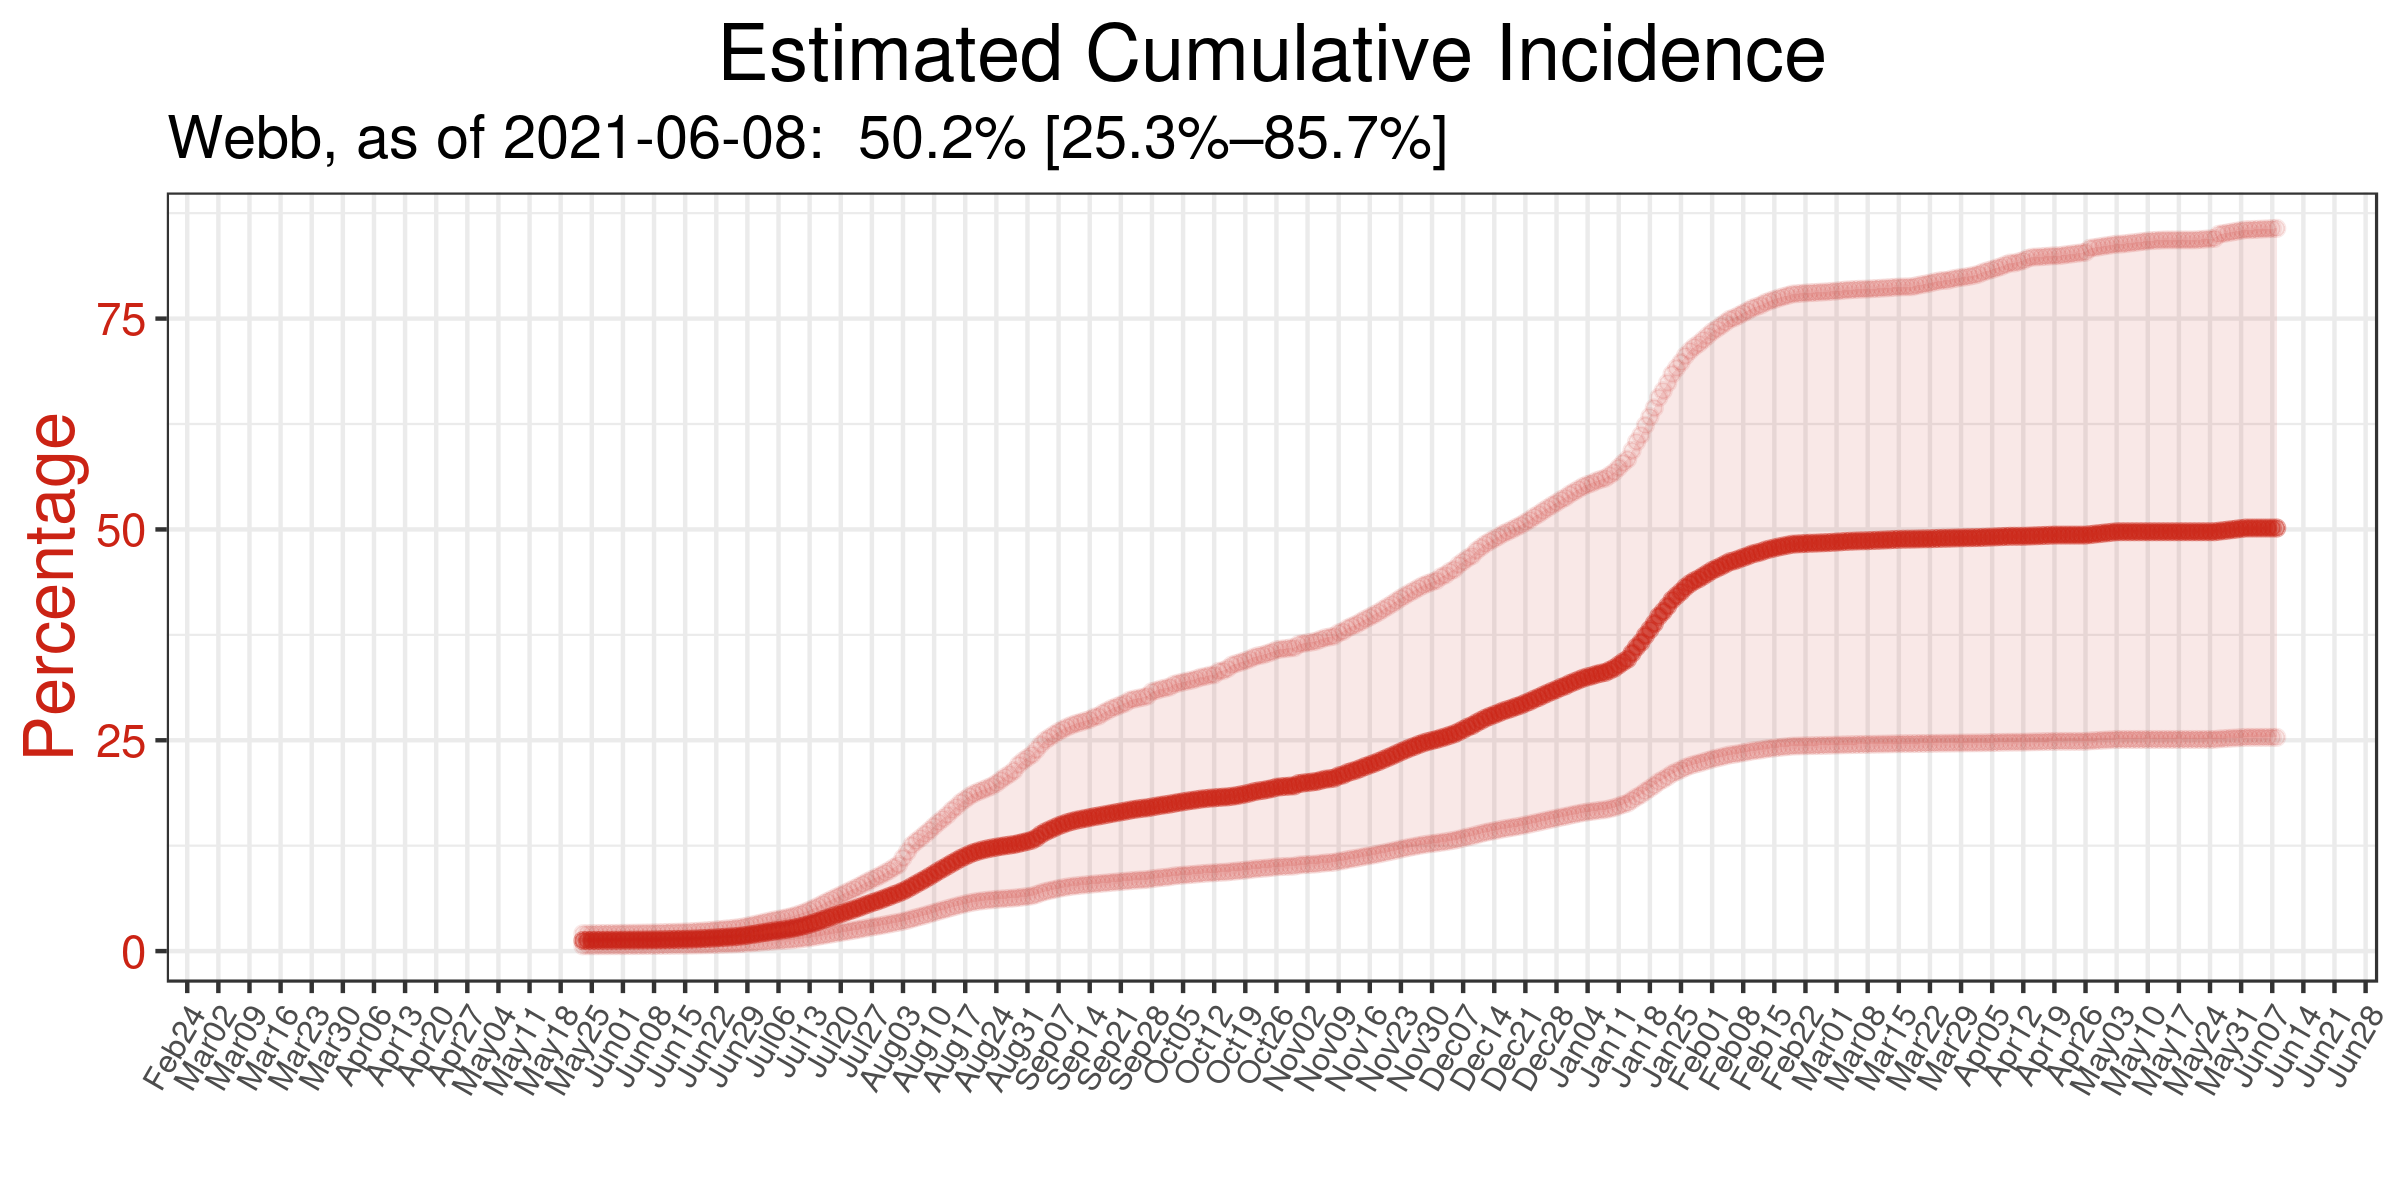 Estimated Cumulative Incidence
Webb, as of 2021-06-08:  50.2% [25.3%–85.7%]
Percentage
75
50
25
0
Feb24 Mar02 Mar09 Mar16 Mar23 Mar30 Apr06 Apr13 Apr20 Apr27 May04 May11 May18 May25 Jun01 Jun08 Jun15 Jun22 Jun29 Jul06 Jul13 Jul20 Jul27 Aug03 Aug10 Aug17 Aug24 Aug31 Sep07 Sep14 Sep21 Sep28 Oct05 Oct12 Oct19 Oct26 Nov02 Nov09 Nov16 Nov23 Nov30 Dec07 Dec14 Dec21 Dec28 Jan04 Jan11 Jan18 Jan25 Feb01 Feb08 Feb15 Feb22 Mar01 Mar08 Mar15 Mar22 Mar29 Apr05 Apr12 Apr19 Apr26 May03 May10 May17 May24 May31 Jun07 Jun14 Jun21 Jun28